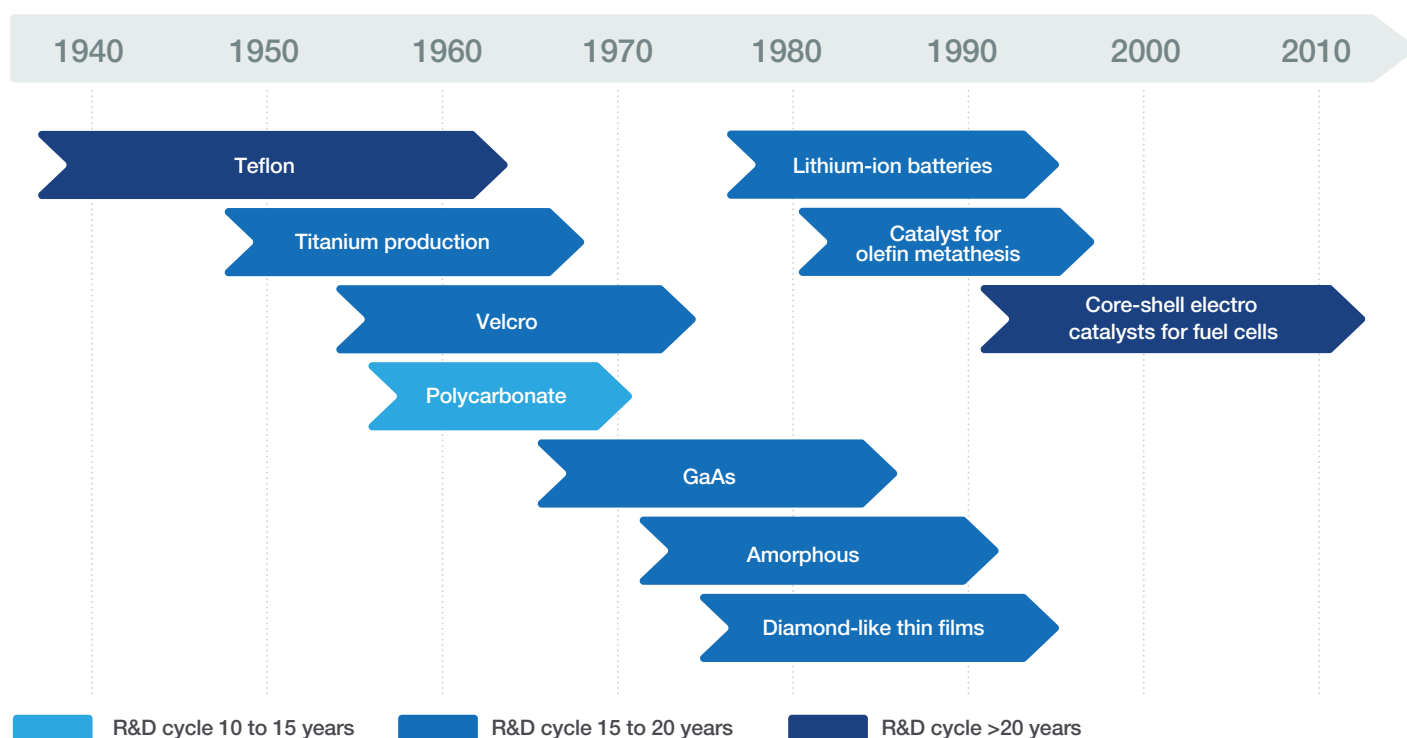 1940 1950 1960 1970 1980 1990 2000 2010
Teflon
Lithium-ion batteries
Titanium production
Catalyst for
olefin metathesis
Velcro
Core-shell electro
catalysts for fuel cells
Polycarbonate
GaAs
Amorphous
Diamond-like thin films
R&D cycle 10 to 15 years
R&D cycle 15 to 20 years
R&D cycle >20 years